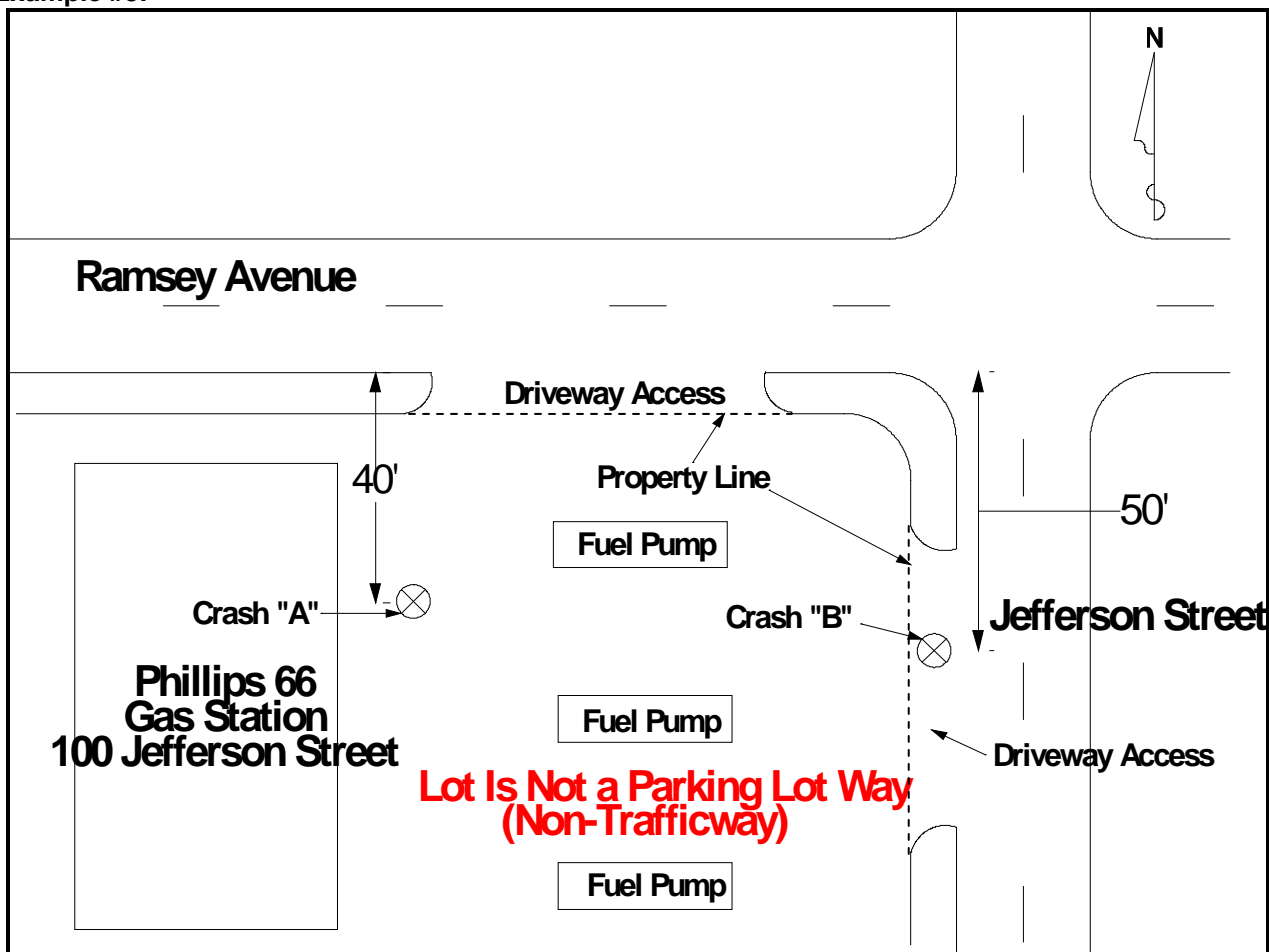 N
Ramsey Avenue
Driveway Access
40'
Property Line
50'
Fuel Pump
Crash "A"
Crash "B"
Jefferson Street
Phillips 66
Gas Station
100 Jefferson Street
Fuel Pump
Driveway Access
Lot Is Not a Parking Lot Way
(Non-Trafficway)
Fuel Pump